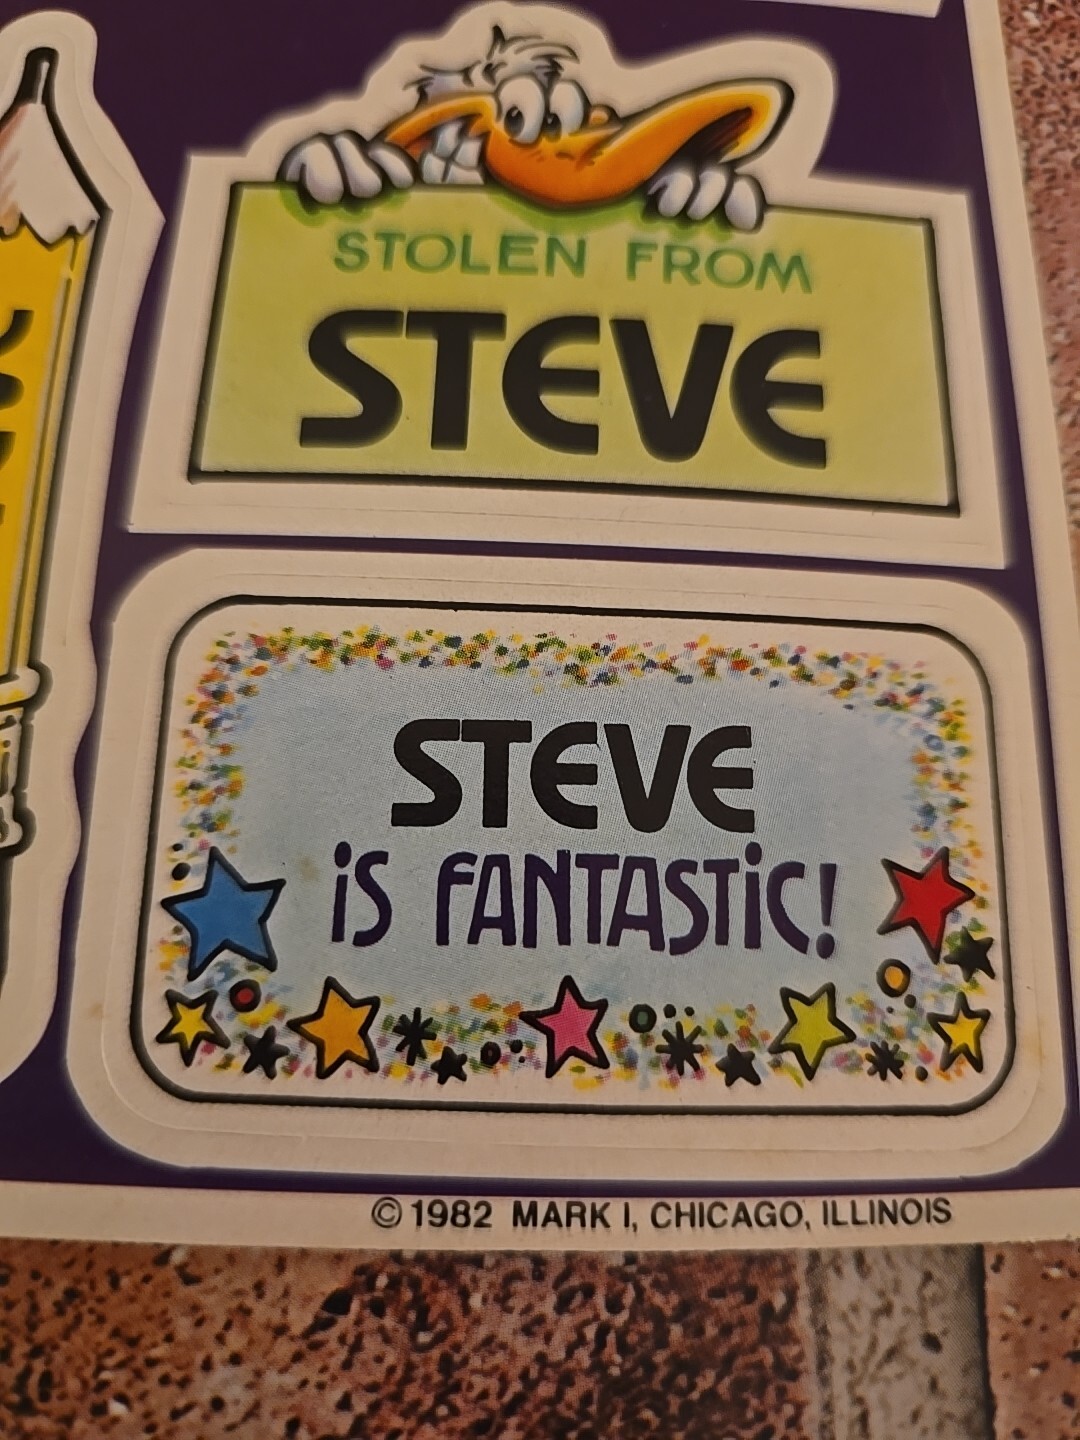 STOLEN FROM
STEVE
STEVE
iS FANTASTiC!
© 1982 MARK I, CHICAGO, ILLINOIS